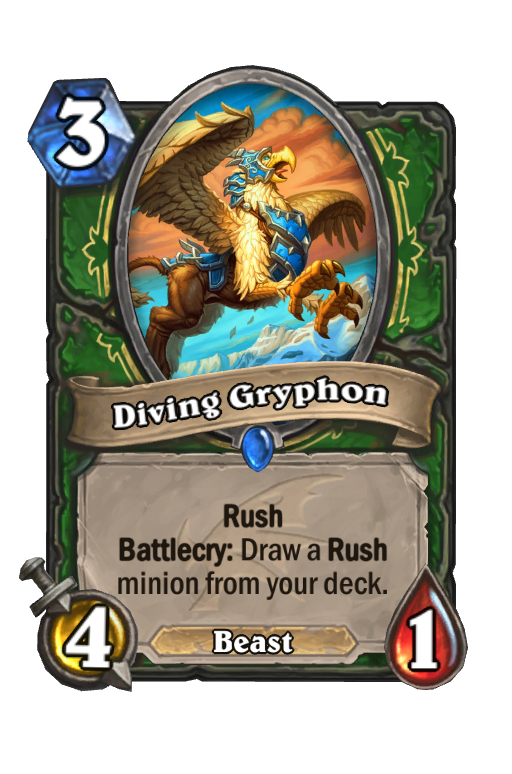 3
Diving Gryphon
Rush
Battlecry: Draw a Rush
minion from your deck.
4
Beast
1